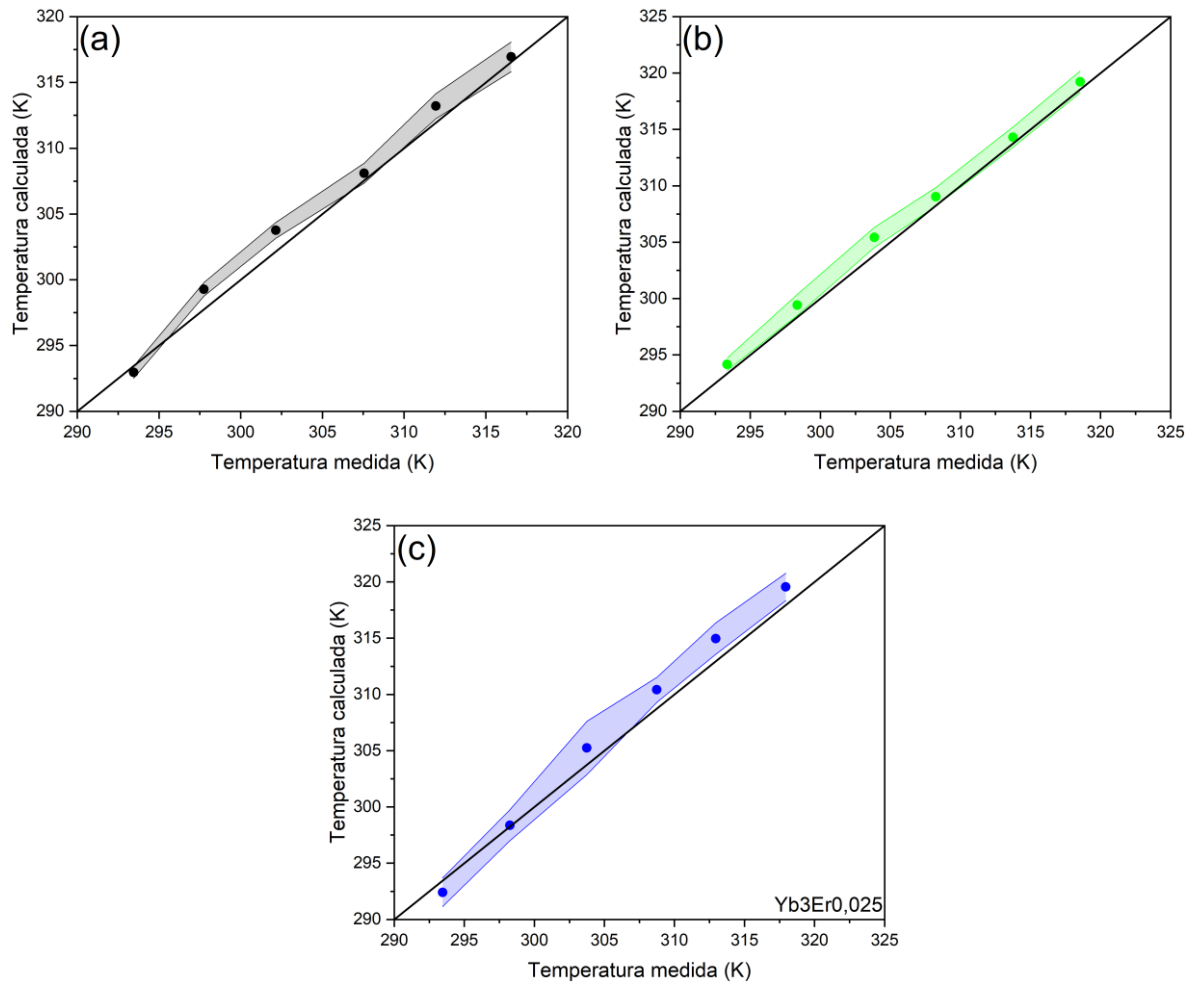 (a)
320
315
310
305
300
295
290
Temperatura calculada (K)
290 295 300 305 310 315 320
Temperatura medida (K)
(b)
325
320
315
310
305
300
295
290
Temperatura calculada (K)
290 295 300 305 310 315 320 325
Temperatura medida (K)
(c)
325
320
315
310
305
300
295
290
Temperatura calculada (K)
Yb3Er0,025
290 295 300 305 310 315 320 325
Temperatura medida (K)